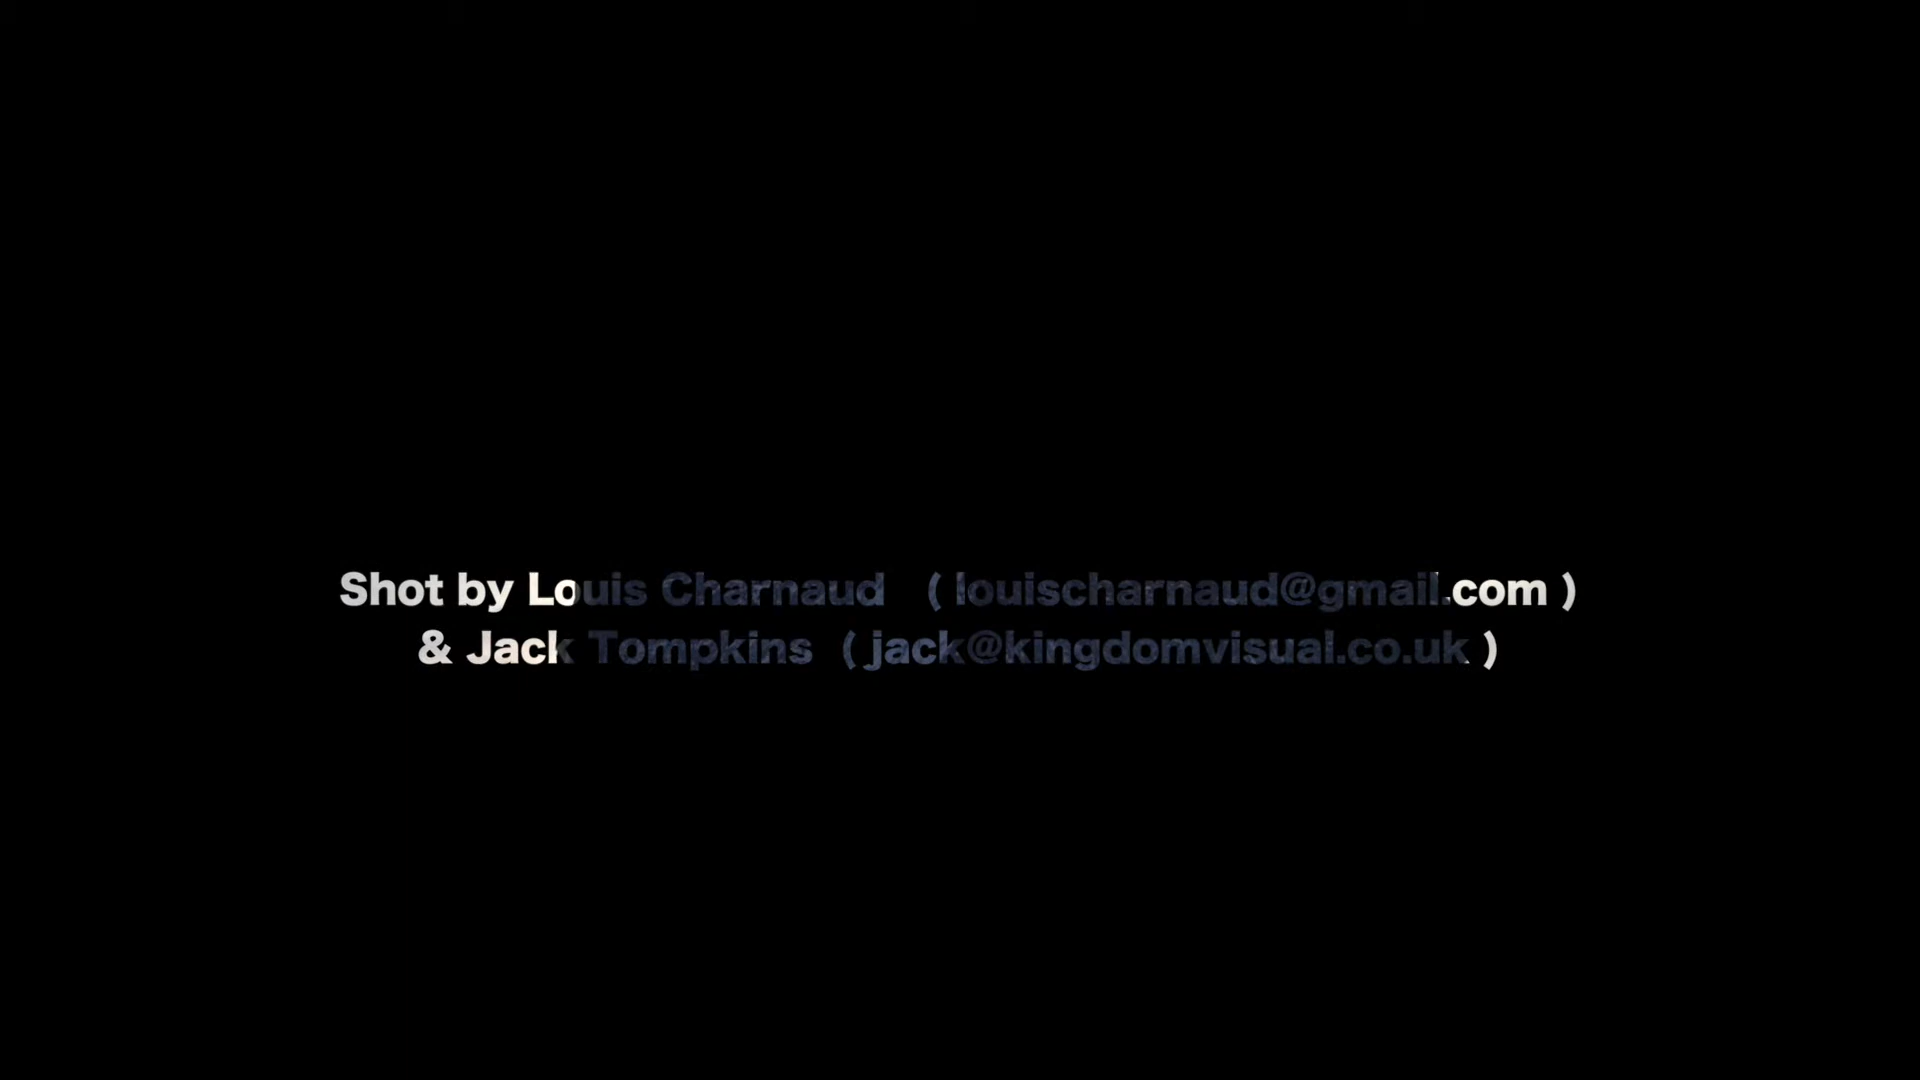 Shot by Louis Charnaud ( louischarnaud@gmail.com )
& Jack Tompkins ( jack@kingdomvisual.co.uk )